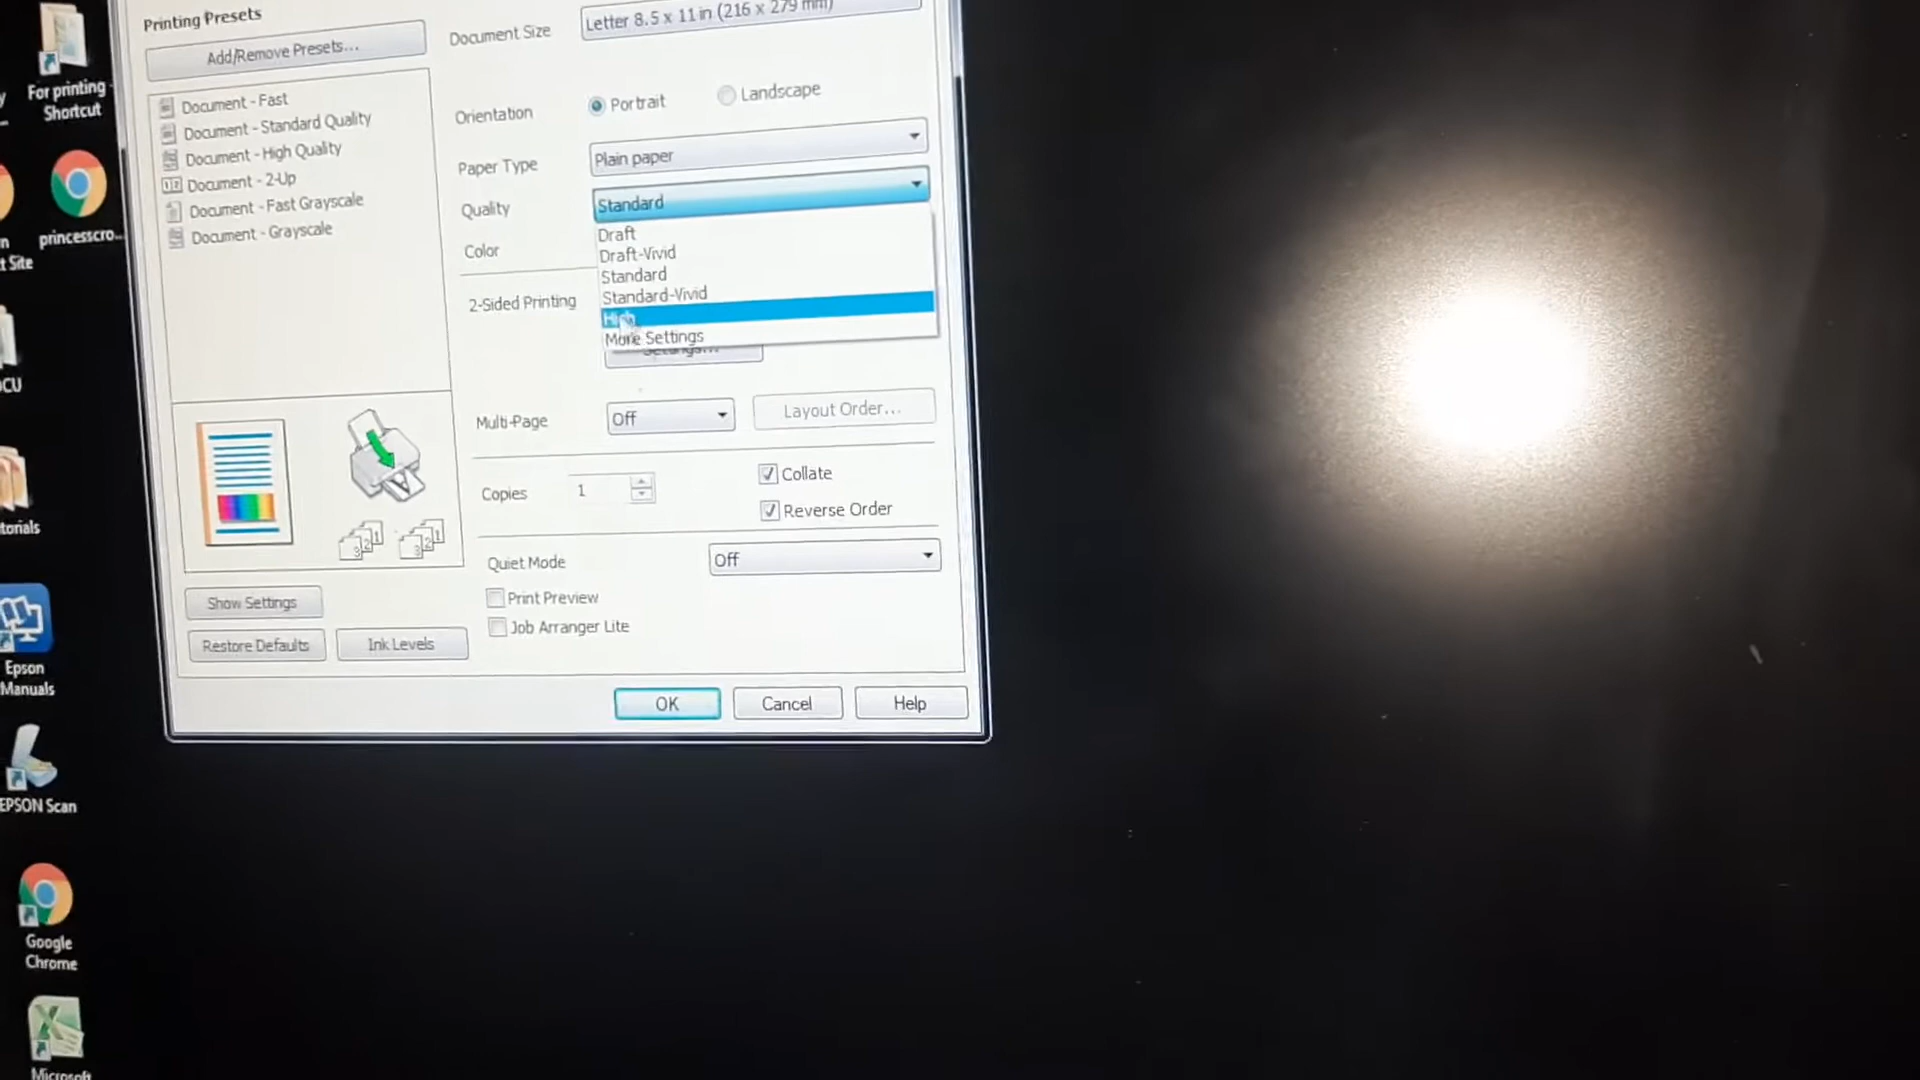 Printing Presets
Add/Remove Presets...
Document - Fast
Document - Standard Quality
Document - High Quality
Document - 2-Up
Document - Fast Grayscale
Document - Grayscale
Show Settings
Restore Defaults
Ink Levels
Document Size
Letter 8.5 x 11 in (216 x 279 mm)
Orientation
Portrait
Landscape
Paper Type
Plain paper
Quality
Standard
Draft
Draft-Vivid
Standard
Standard-Vivid
High
More Settings
Color
2-Sided Printing
Settings...
Multi-Page
Off
Layout Order...
Copies
1
Collate
Reverse Order
Quiet Mode
Off
Print Preview
Job Arranger Lite
OK
Cancel
Help
For printing -
Shortcut
princesscro...
t Site
Epson
Manuals
EPSON Scan
Google
Chrome
Microsoft